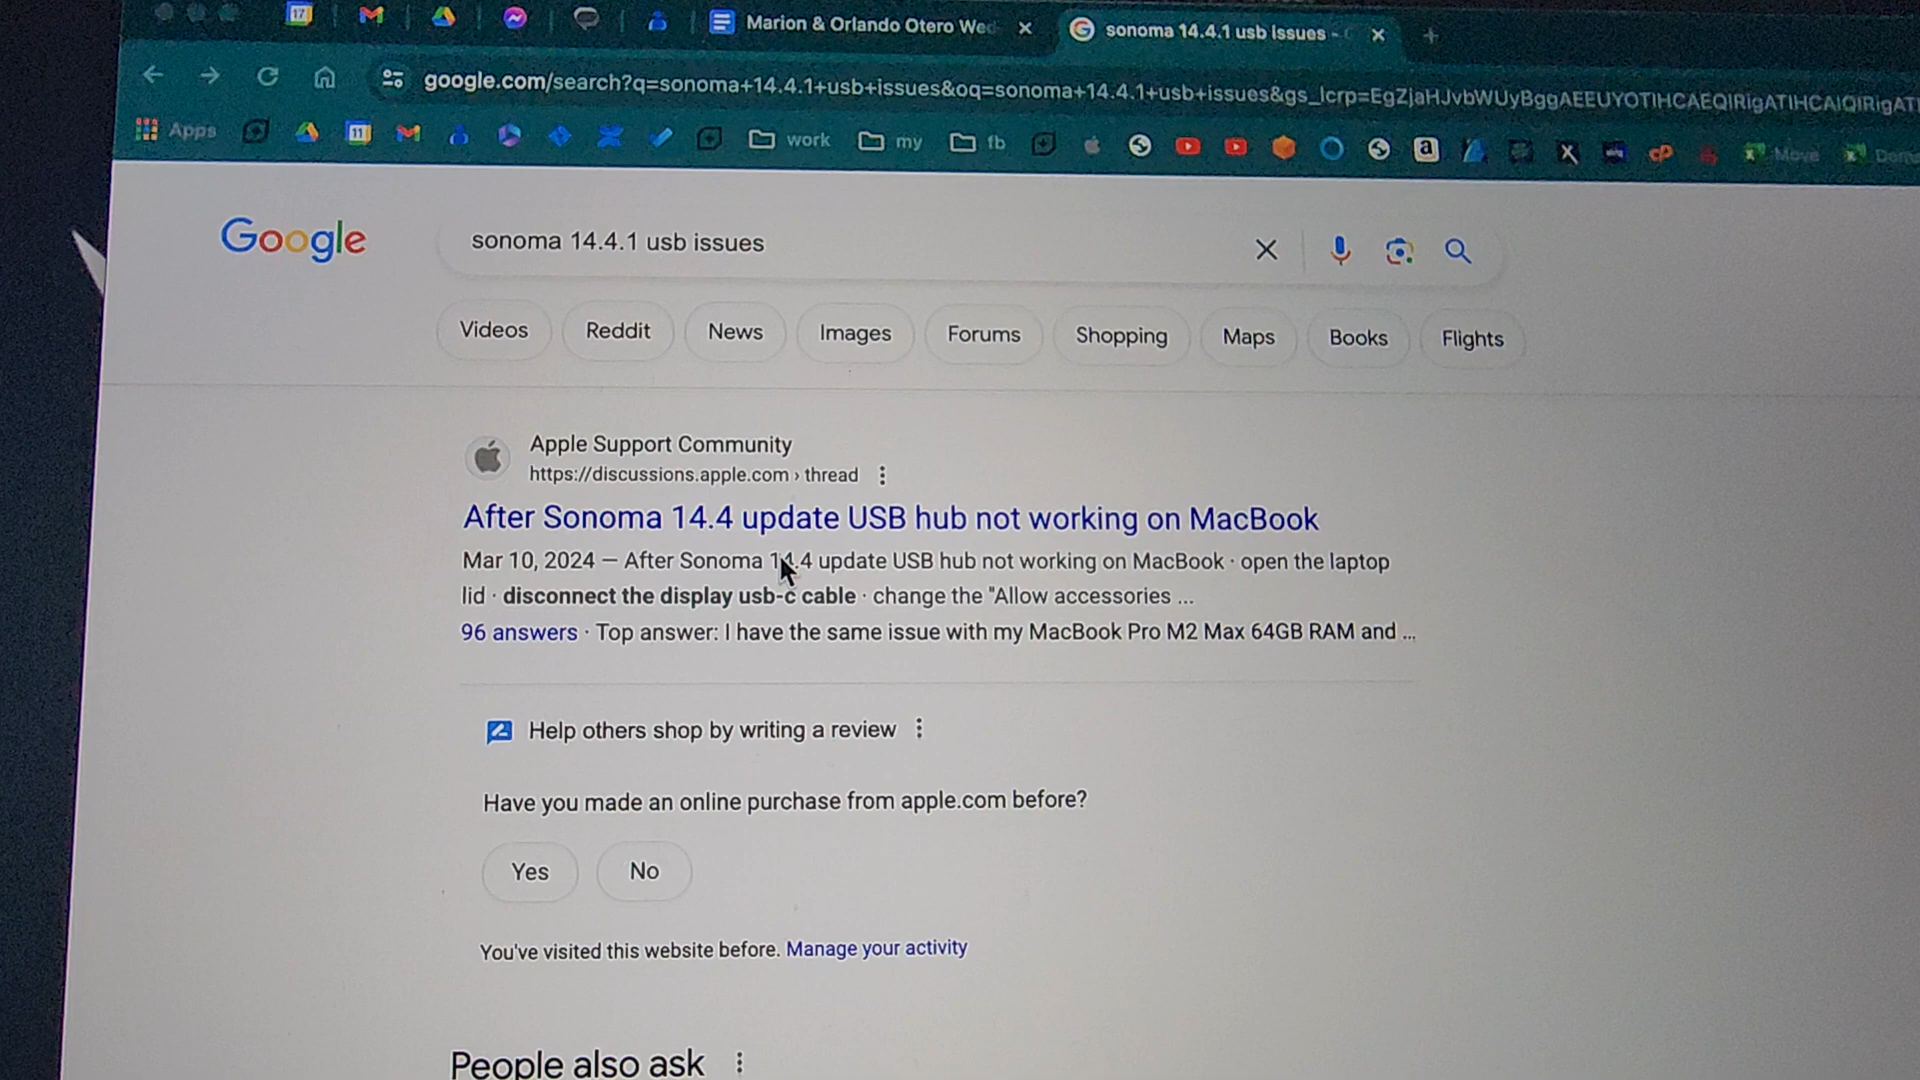 17
Marion & Orlando Otero Wed
sonoma 14.4.1 usb issues -
google.com/search?q=sonoma+14.4.1+usb+issues&oq=sonoma+14.4.1+usb+issues&gs_lcrp=
Apps
11
work
my
fb
a
X
cP
Move
Google
sonoma 14.4.1 usb issues
Videos
Reddit
News
Images
Forums
Shopping
Maps
Books
Flights
Apple Support Community
https://discussions.apple.com › thread
After Sonoma 14.4 update USB hub not working on MacBook
Mar 10, 2024 — After Sonoma 14.4 update USB hub not working on MacBook · open the laptop
lid · disconnect the display usb-c cable · change the "Allow accessories ...
96 answers · Top answer: I have the same issue with my MacBook Pro M2 Max 64GB RAM and ...
Help others shop by writing a review
Have you made an online purchase from apple.com before?
Yes
No
You've visited this website before. Manage your activity
People also ask